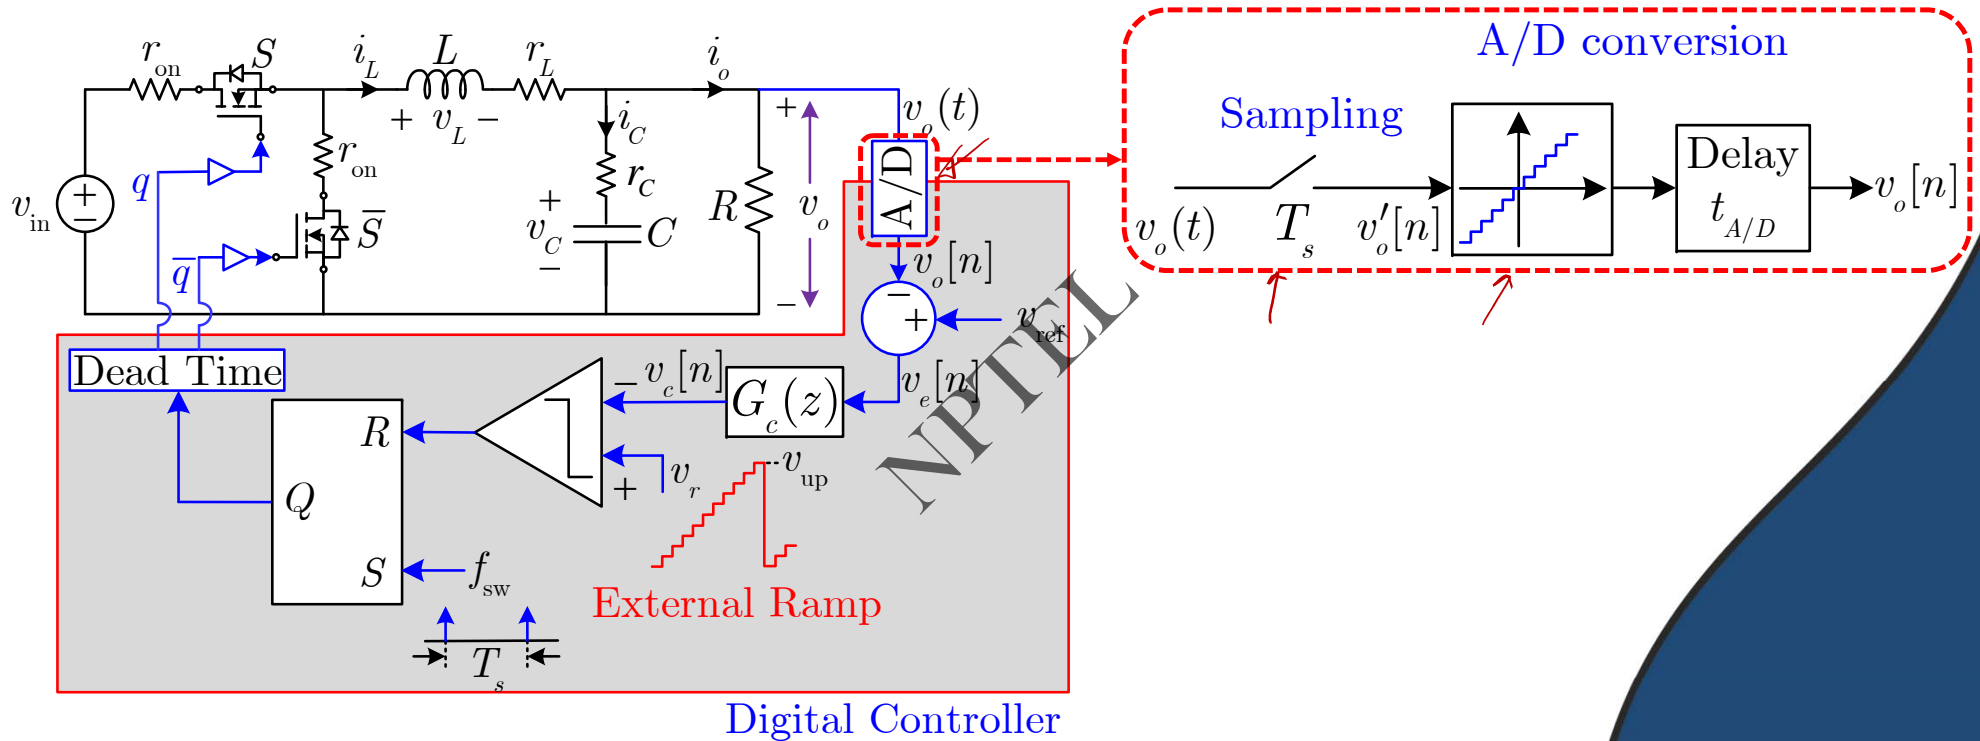 A/D conversion
r_on
S
i_L
L
r_L
i_o
+ v_L −
i_C
v_o(t)
Sampling
r_on
q
A/D
Delay
t_A/D
v_in
+
−
S̅
+
v_C
−
r_C
C
R
+
v_o
−
v_o(t)
T_s
v'_o[n]
v_o[n]
q̅
v_o[n]
−
+
v_ref
NPTEL
Dead Time
− v_c[n]
G_c(z)
v_e[n]
R
+
v_r
v_up
Q
S
f_sw
External Ramp
T_s
Digital Controller